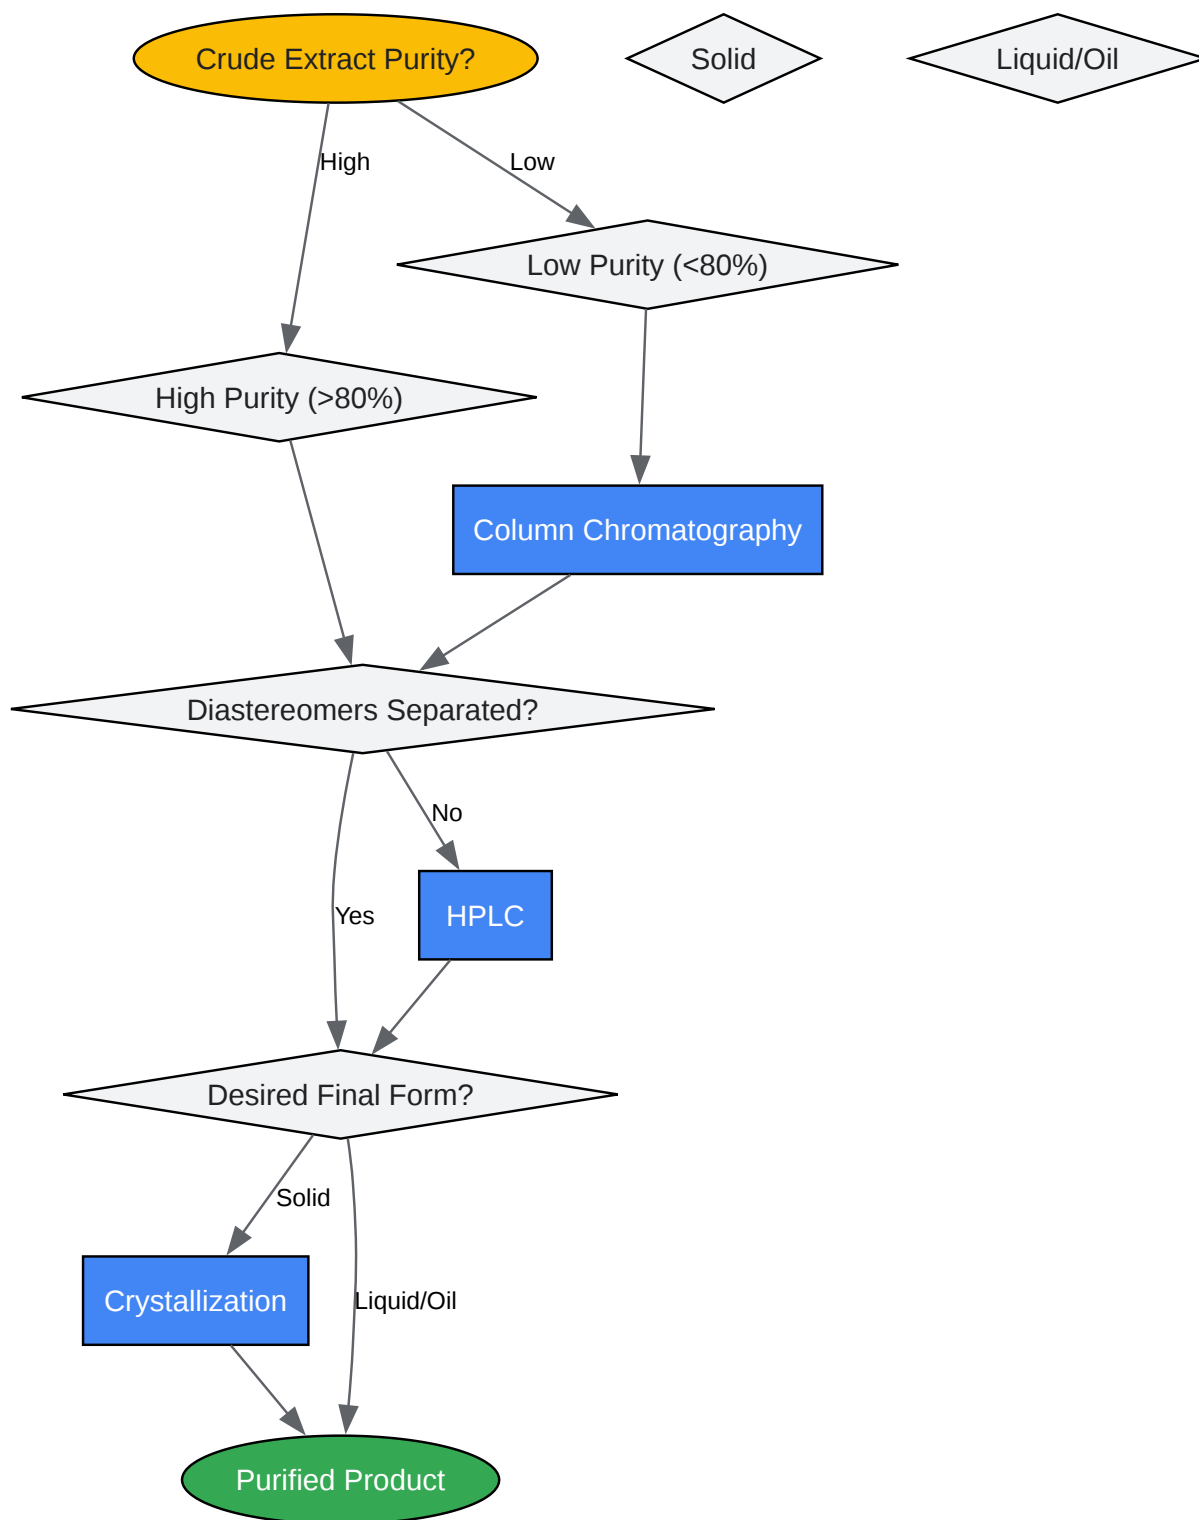 Crude Extract Purity?
Solid
Liquid/Oil
High
Low
Low Purity (<80%)
High Purity (>80%)
Column Chromatography
Diastereomers Separated?
No
Yes
HPLC
Desired Final Form?
Solid
Crystallization
Liquid/Oil
Purified Product